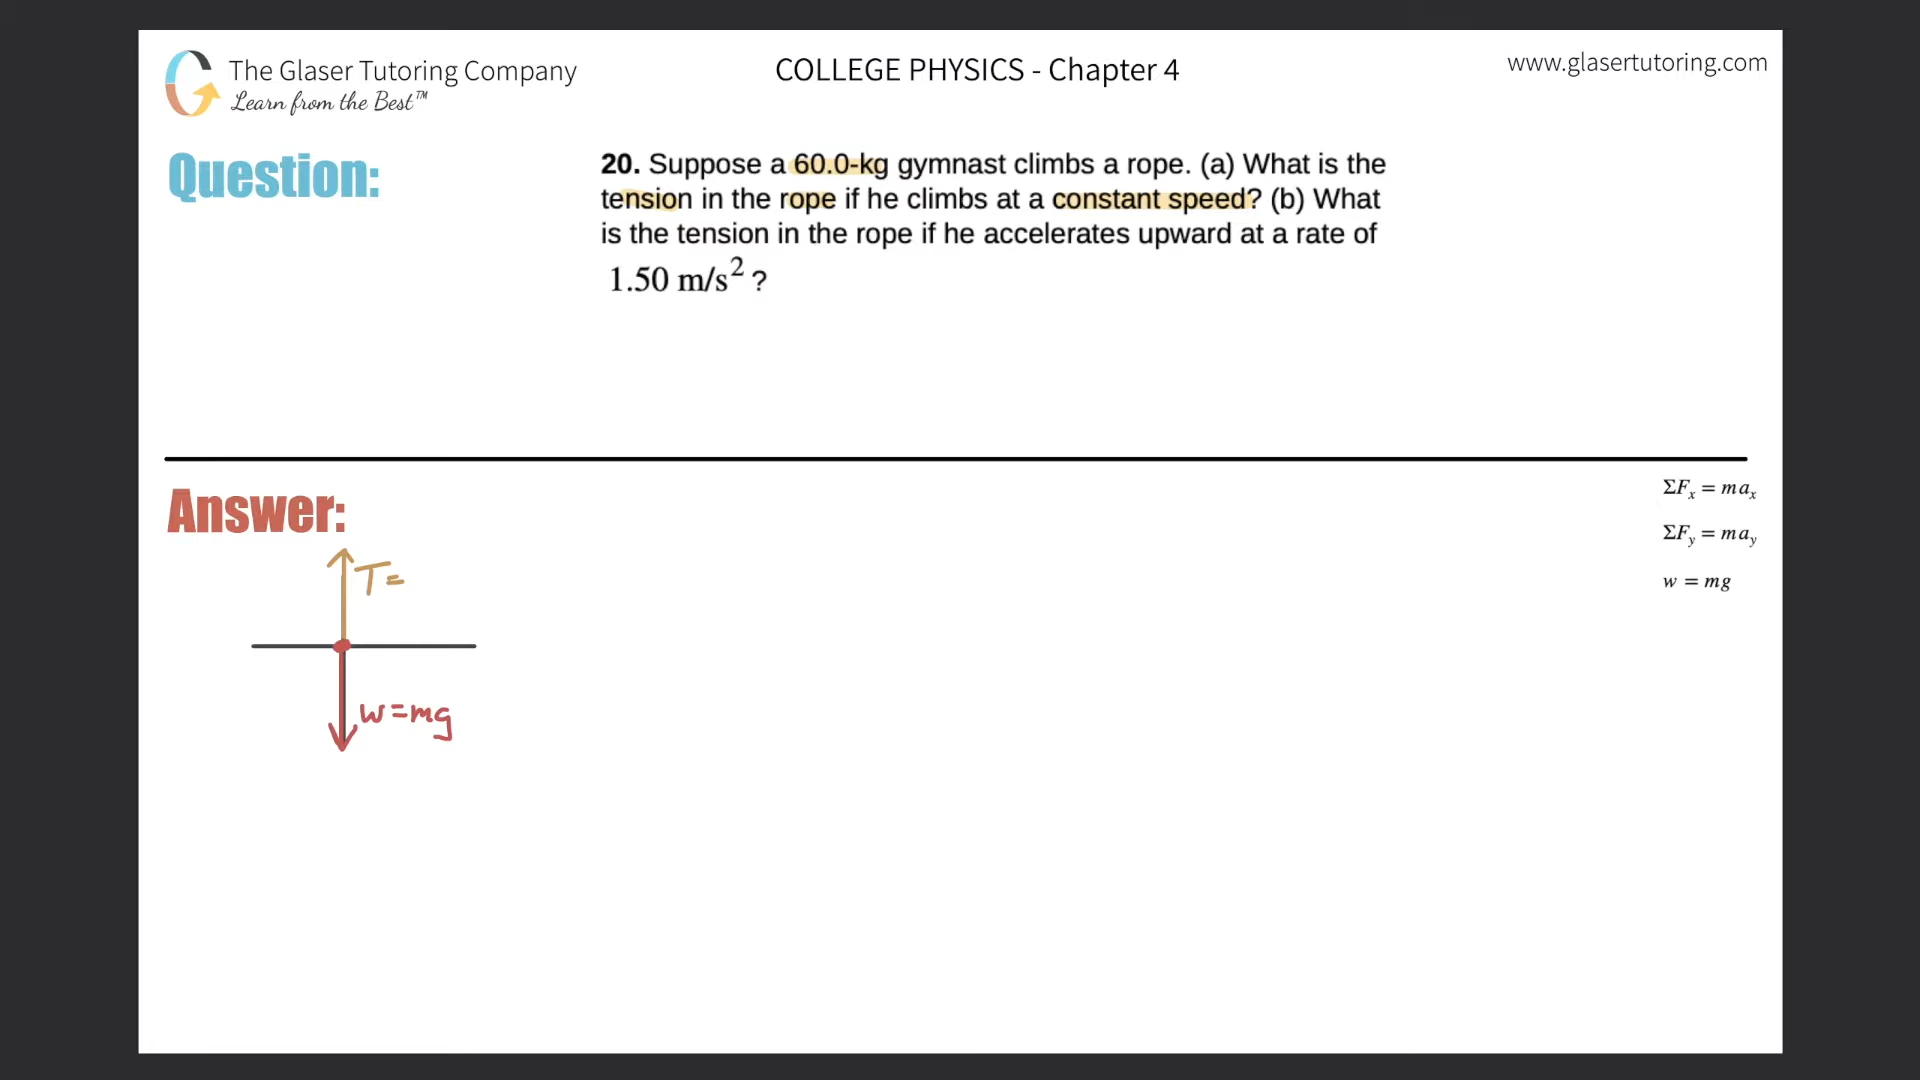 The Glaser Tutoring Company
Learn from the Best™
COLLEGE PHYSICS - Chapter 4
www.glasertutoring.com
Question:
20. Suppose a 60.0-kg gymnast climbs a rope. (a) What is the
tension in the rope if he climbs at a constant speed? (b) What
is the tension in the rope if he accelerates upward at a rate of
1.50 m/s² ?
Answer:
ΣFₓ = maₓ
ΣF_y = ma_y
w = mg
T=
w=mg